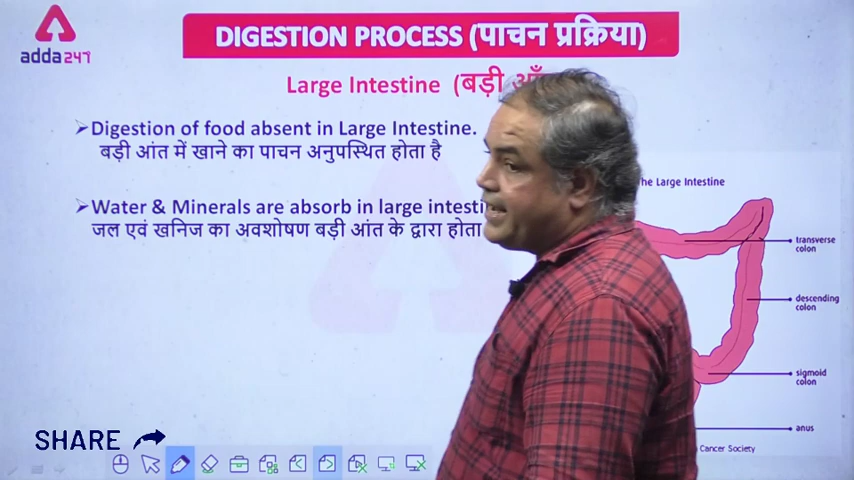 adda247
DIGESTION PROCESS (पाचन प्रक्रिया)
Large Intestine (बड़ी
➤Digestion of food absent in Large Intestine.
बड़ी आंत में खाने का पाचन अनुपस्थित होता है
➤Water & Minerals are absorb in large
जल एवं खनिज का अवशोषण बड़ी आंत के द्वारा होता
he Large Intestine
transverse
colon
descending
colon
sigmoid
colon
anus
Cancer Society
SHARE